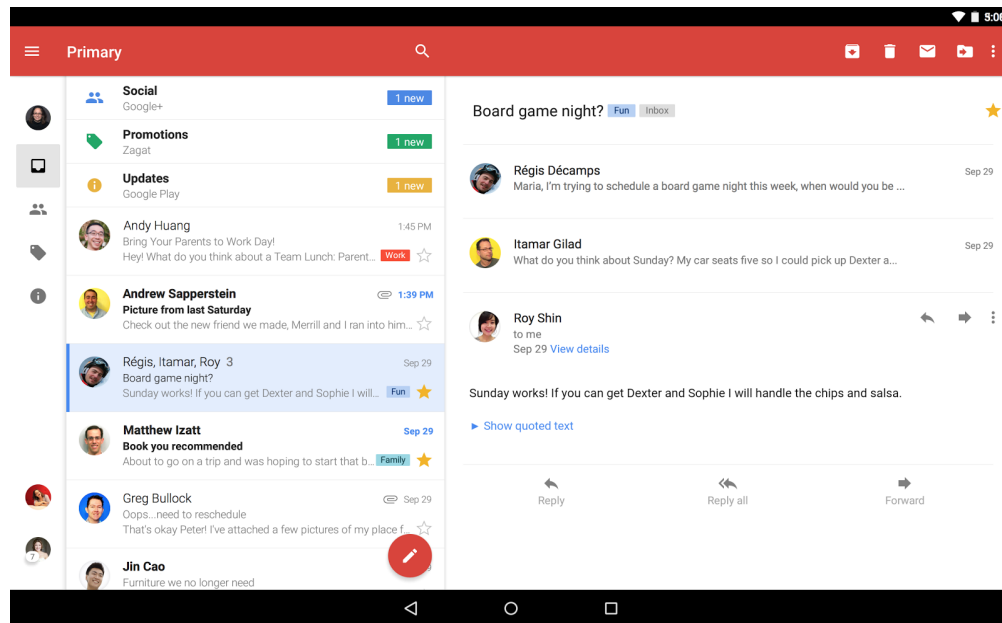 5:06
Primary
Social
Google+
1 new
Promotions
Zagat
1 new
Updates
Google Play
1 new
Andy Huang
1:45 PM
Bring Your Parents to Work Day!
Hey! What do you think about a Team Lunch: Parent...
Work
Andrew Sapperstein
1:39 PM
Picture from last Saturday
Check out the new friend we made, Merrill and I ran into him...
Régis, Itamar, Roy 3
Sep 29
Board game night?
Sunday works! If you can get Dexter and Sophie I will...
Fun
Matthew Izatt
Sep 29
Book you recommended
About to go on a trip and was hoping to start that b...
Family
Greg Bullock
Sep 29
Oops...need to reschedule
That's okay Peter! I've attached a few pictures of my place f...
Jin Cao
Furniture we no longer need
7
Board game night?
Fun
Inbox
Régis Décamps
Sep 29
Maria, I'm trying to schedule a board game night this week, when would you be ...
Itamar Gilad
Sep 29
What do you think about Sunday? My car seats five so I could pick up Dexter a...
Roy Shin
to me
Sep 29 View details
Sunday works! If you can get Dexter and Sophie I will handle the chips and salsa.
► Show quoted text
Reply
Reply all
Forward